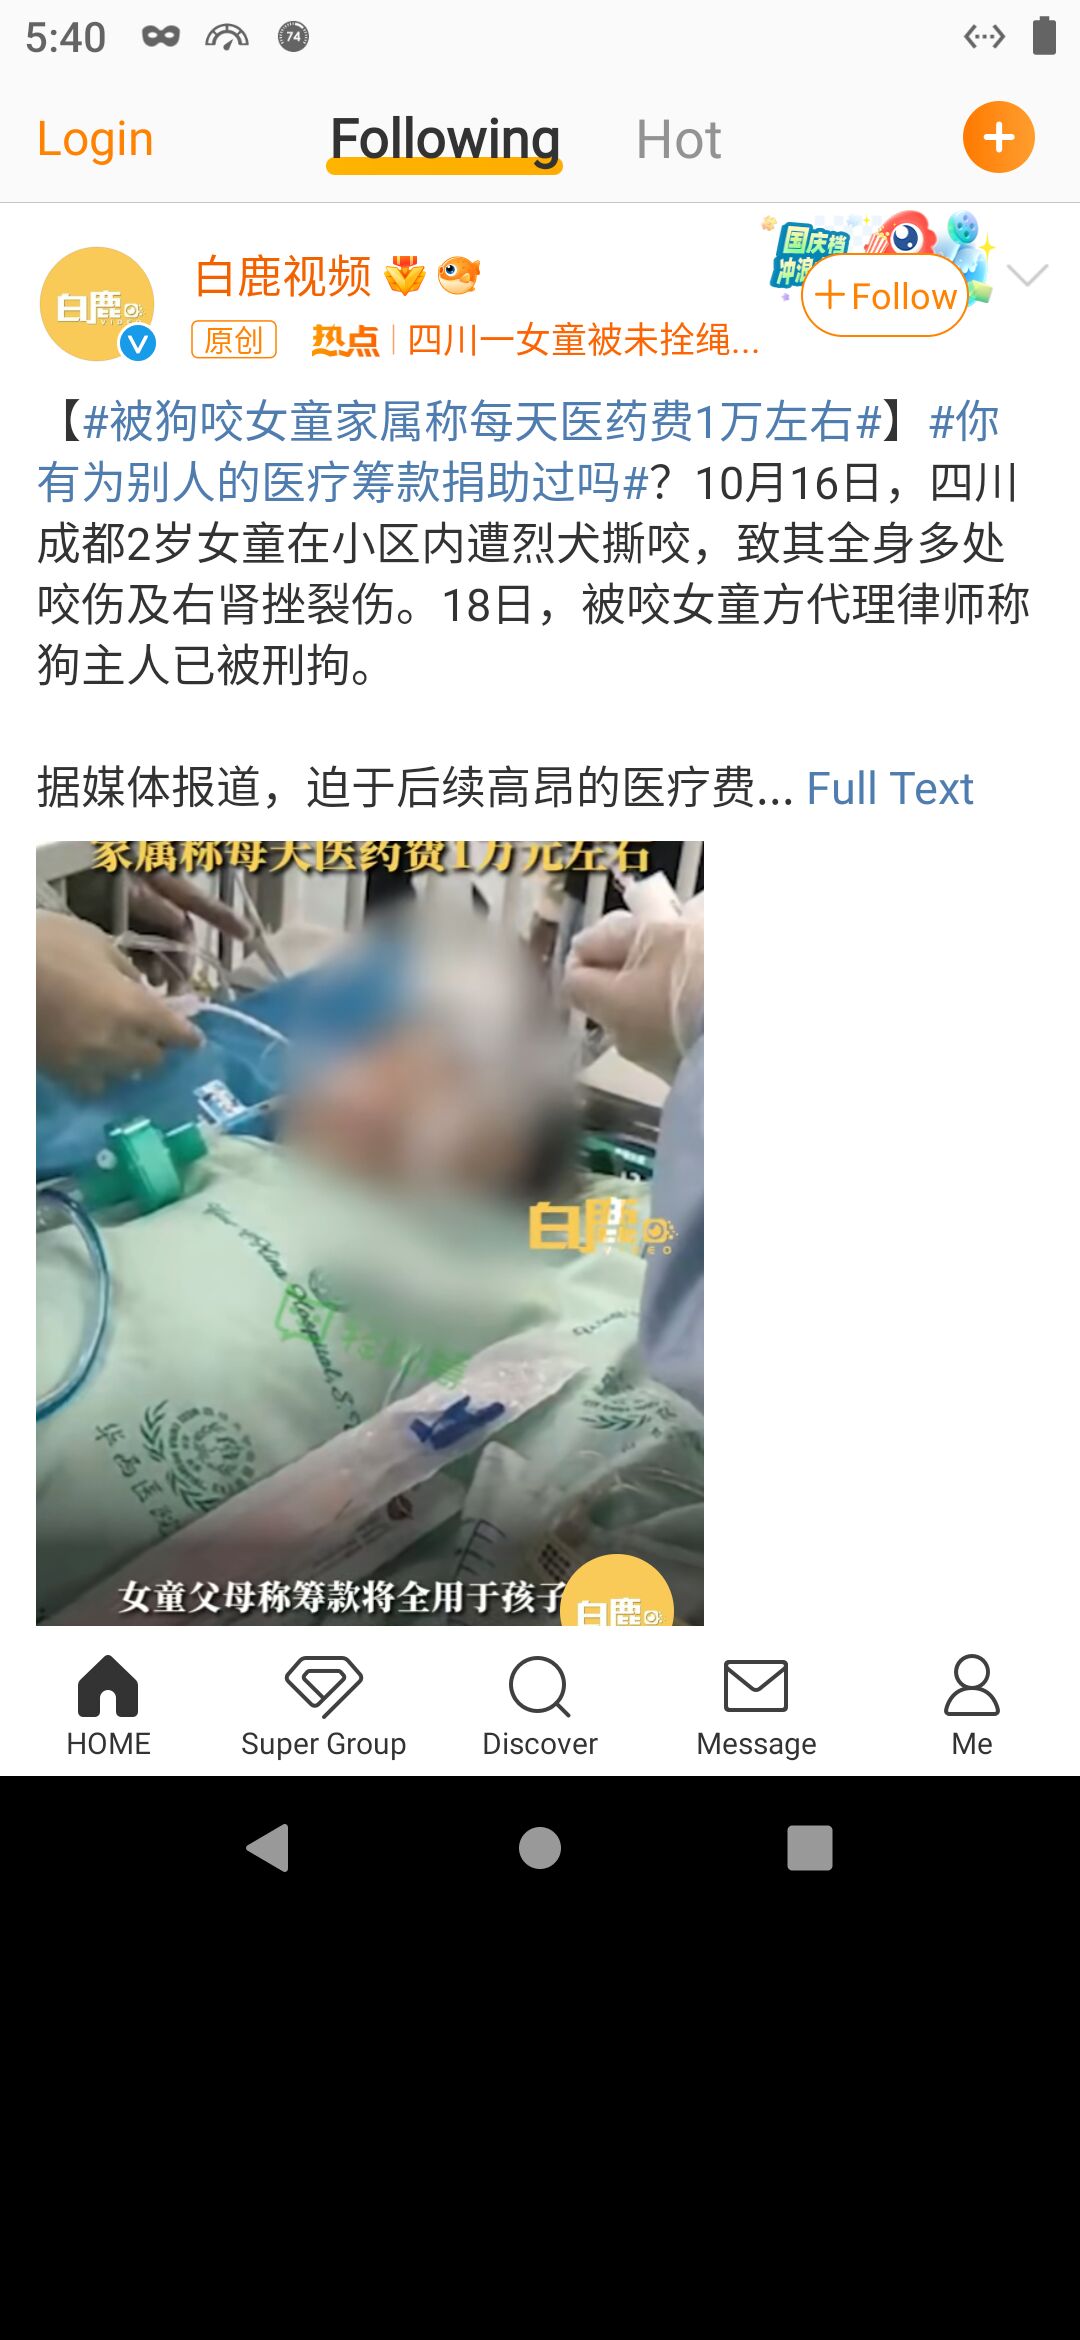 5:40
74
Login Following Hot
白鹿视频
国庆档
+Follow
白鹿
VIDEO
原创 热点 四川一女童被未拴绳...
【#被狗咬女童家属称每天医药费1万左右#】#你
有为别人的医疗筹款捐助过吗#？10月16日，四川
成都2岁女童在小区内遭烈犬撕咬，致其全身多处
咬伤及右肾挫裂伤。18日，被咬女童方代理律师称
狗主人已被刑拘。
据媒体报道，迫于后续高昂的医疗费... Full Text
家属称每天医药费1万元左右
白鹿
VIDEO
华西医院
女童父母称筹款将全用于孩子
白鹿
HOME Super Group Discover Message Me